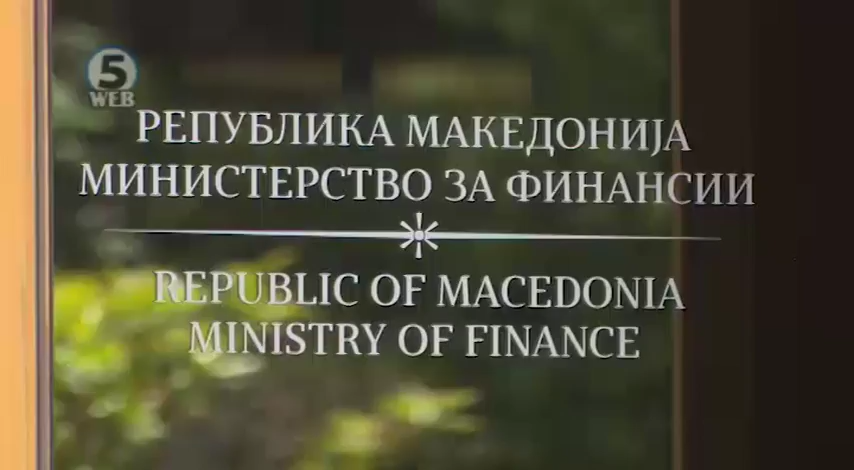 5
WEB
РЕПУБЛИКА МАКЕДОНИЈА
МИНИСТЕРСТВО ЗА ФИНАНСИИ
REPUBLIC OF MACEDONIA
MINISTRY OF FINANCE